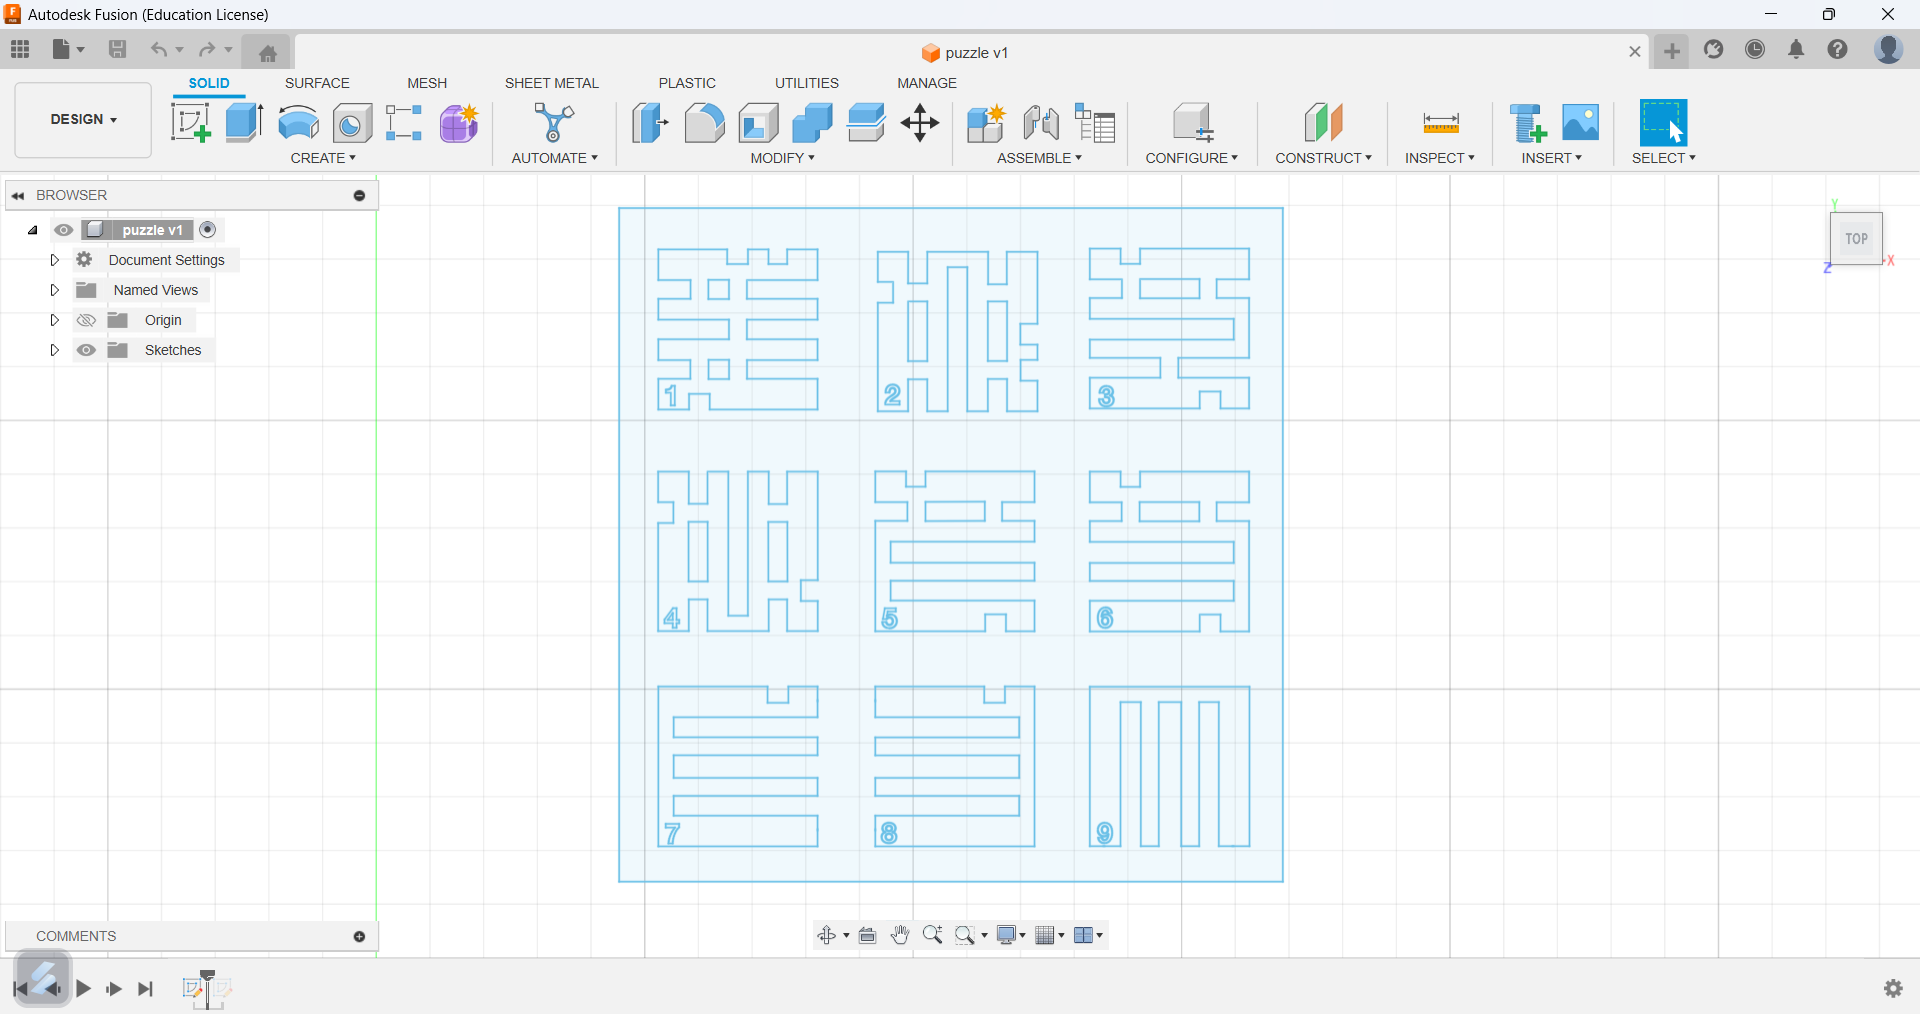 Autodesk Fusion (Education License)
puzzle v1
SOLID SURFACE MESH SHEET METAL PLASTIC UTILITIES MANAGE
DESIGN
CREATE AUTOMATE MODIFY ASSEMBLE CONFIGURE CONSTRUCT INSPECT INSERT SELECT
BROWSER
puzzle v1
Document Settings
Named Views
Origin
Sketches
Y
TOP
X
Z
1 2 3
4 5 6
7 8 9
COMMENTS